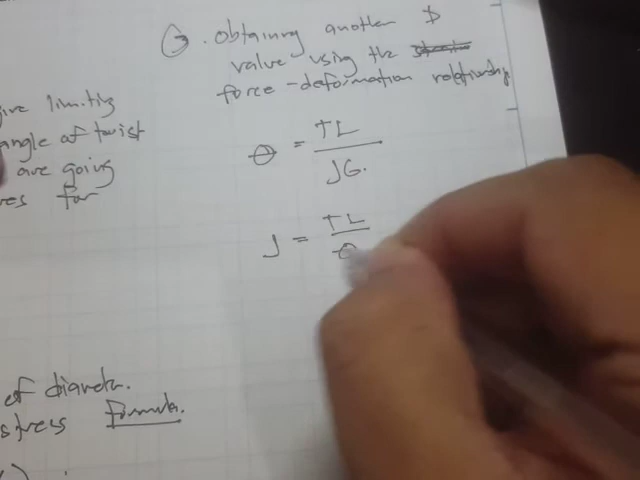 ive limiting
angle of twist
are going
es for
of diameter.
stress formula.
3. obtaining another D
value using the
force-deformation relationship
θ = TL
JG.
J = TL
θ